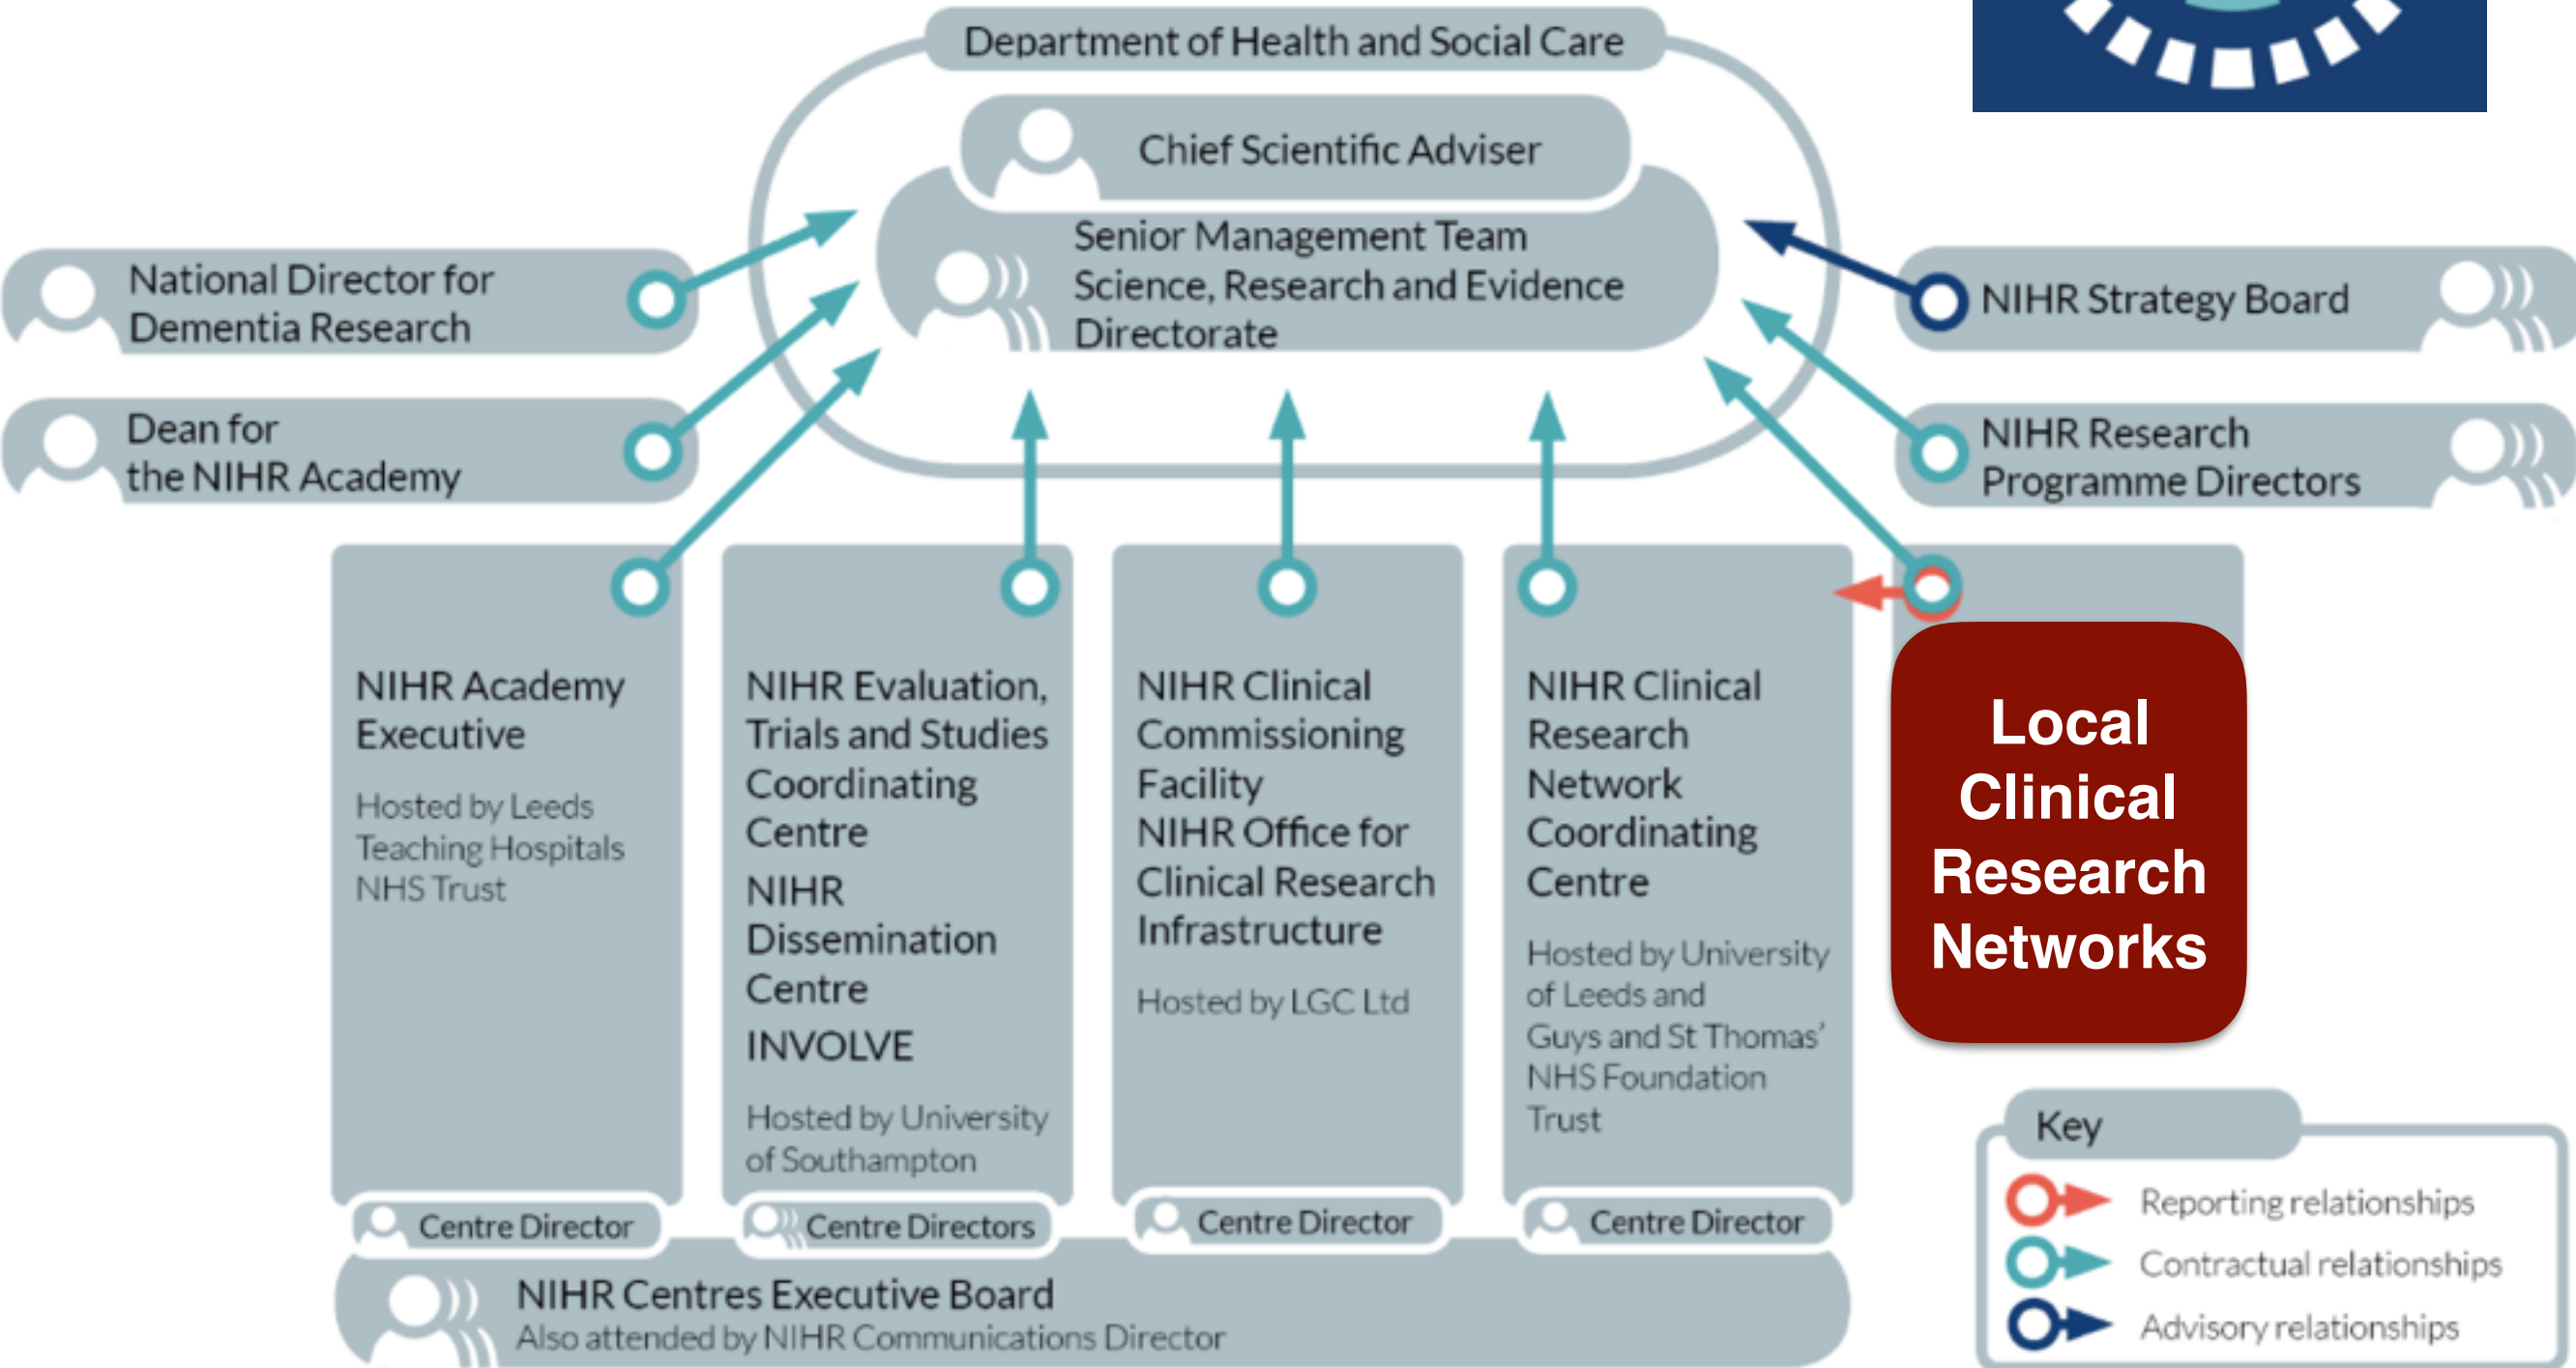 Department of Health and Social Care
Chief Scientific Adviser
Senior Management Team
Science, Research and Evidence
Directorate
National Director for
Dementia Research
Dean for
the NIHR Academy
NIHR Strategy Board
NIHR Research
Programme Directors
NIHR Academy
Executive
Hosted by Leeds
Teaching Hospitals
NHS Trust
NIHR Evaluation,
Trials and Studies
Coordinating
Centre
NIHR
Dissemination
Centre
INVOLVE
Hosted by University
of Southampton
NIHR Clinical
Commissioning
Facility
NIHR Office for
Clinical Research
Infrastructure
Hosted by LGC Ltd
NIHR Clinical
Research
Network
Coordinating
Centre
Hosted by University
of Leeds and
Guys and St Thomas’
NHS Foundation
Trust
Local
Clinical
Research
Networks
Centre Director
Centre Directors
Centre Director
Centre Director
NIHR Centres Executive Board
Also attended by NIHR Communications Director
Key
Reporting relationships
Contractual relationships
Advisory relationships